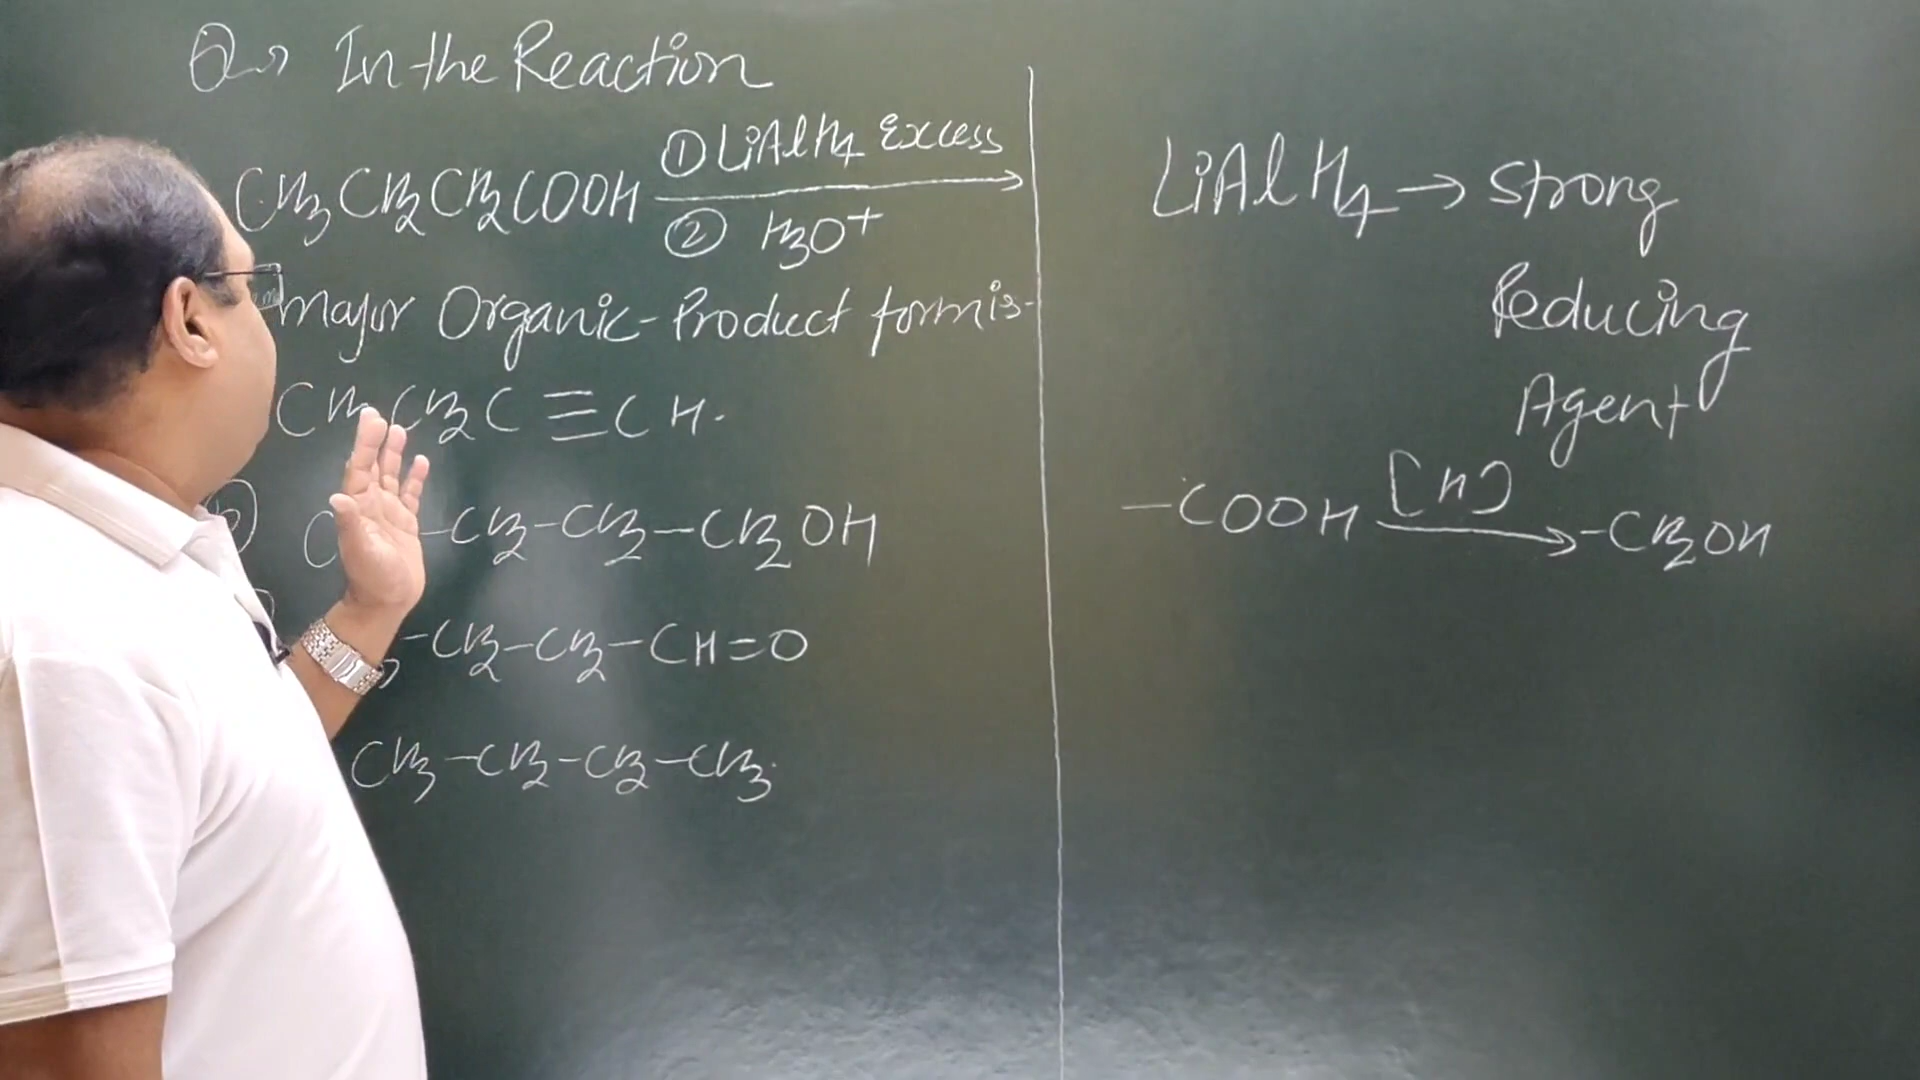 Q→ In the Reaction
CH3CH2CH2COOH ① LiAlH4 Excess
② H3O+
major Organic-Product form is-
CH3CH2C≡CH.
-CH2-CH2-CH2OH
-CH2-CH2-CH=O
CH3-CH2-CH2-CH3.
LiAlH4 → Strong
Reducing
Agent
-COOH [H] → -CH2OH